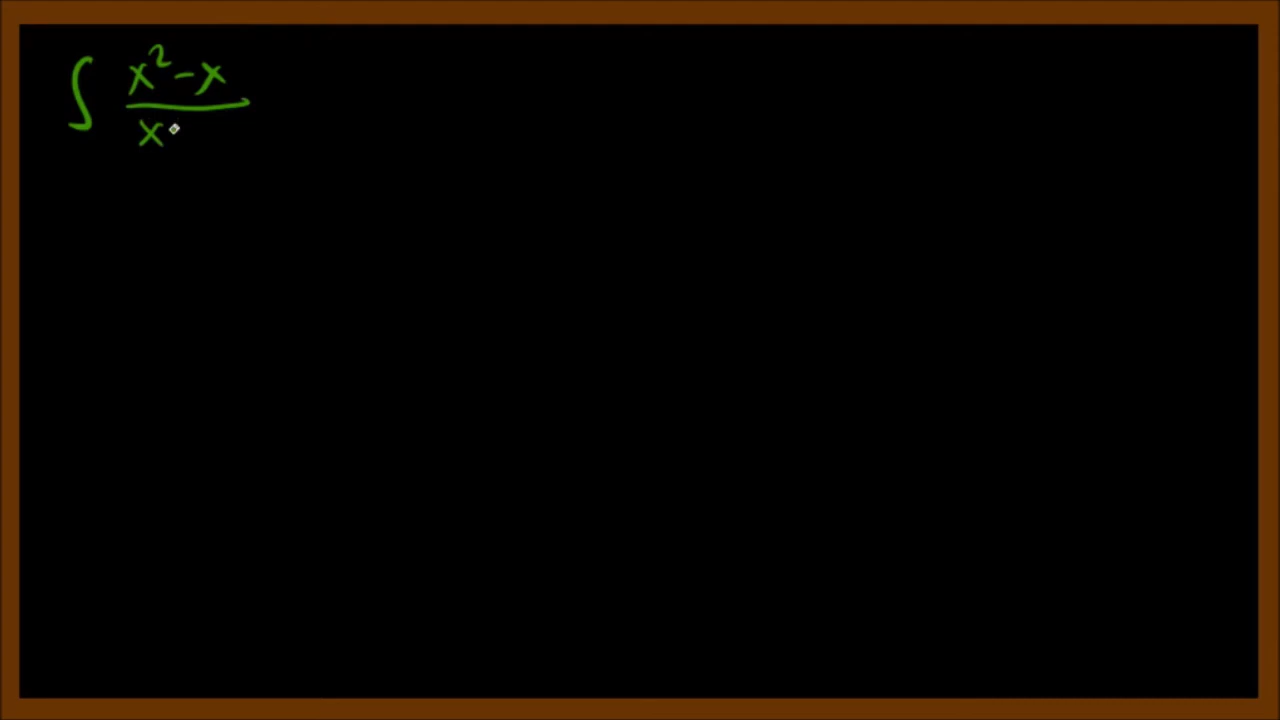 ∫ x² - x
x